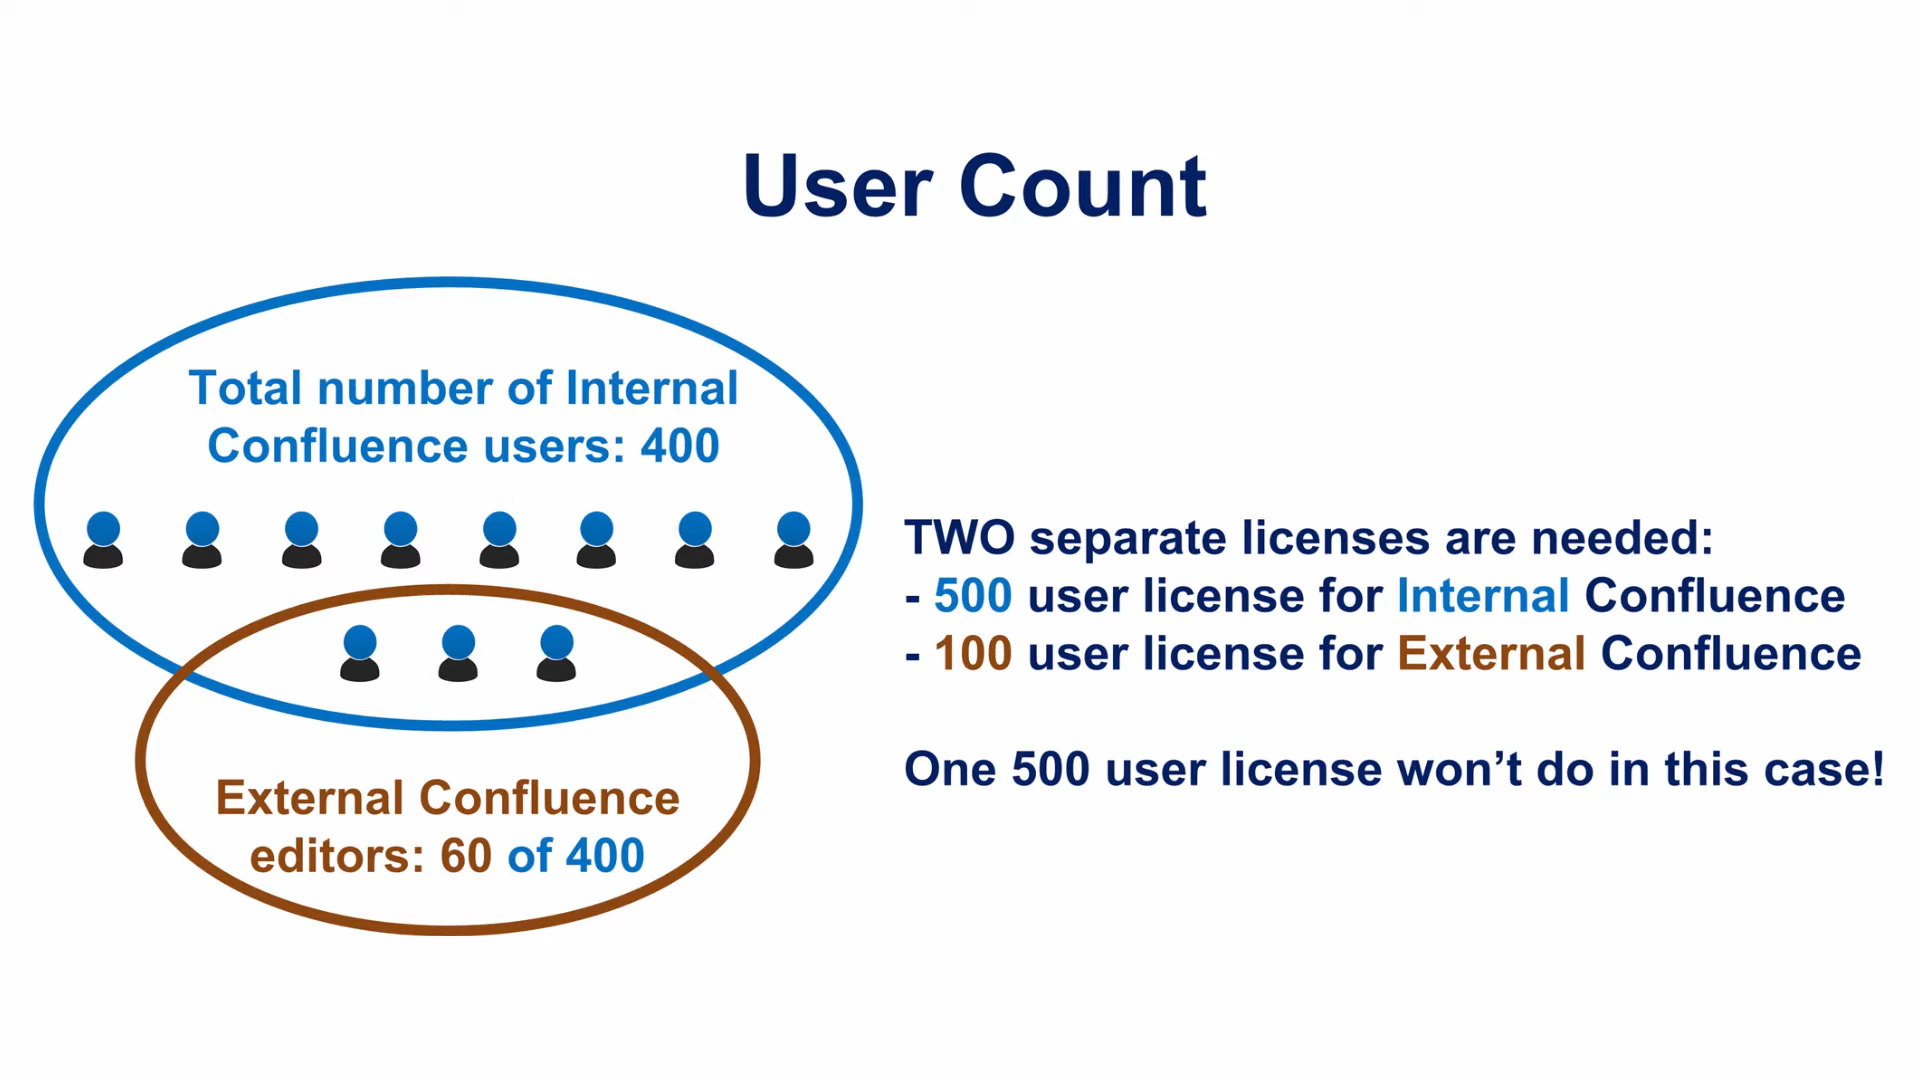 User Count
Total number of Internal
Confluence users: 400
External Confluence
editors: 60 of 400
TWO separate licenses are needed:
- 500 user license for Internal Confluence
- 100 user license for External Confluence
One 500 user license won’t do in this case!